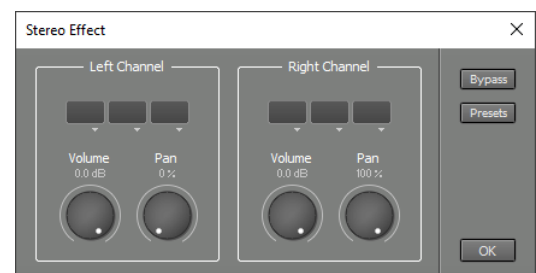 Stereo Effect
Left Channel
Right Channel
Bypass
Presets
Volume Pan
0.0 dB 0 %
Volume Pan
0.0 dB 100 %
OK